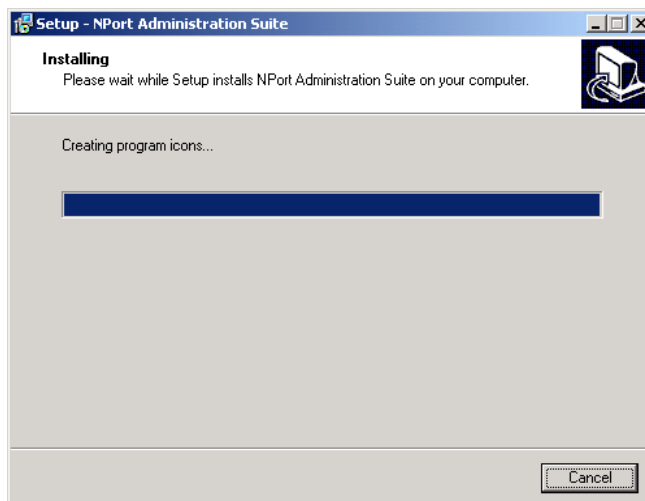 Setup - NPort Administration Suite
Installing
Please wait while Setup installs NPort Administration Suite on your computer.
Creating program icons...
Cancel